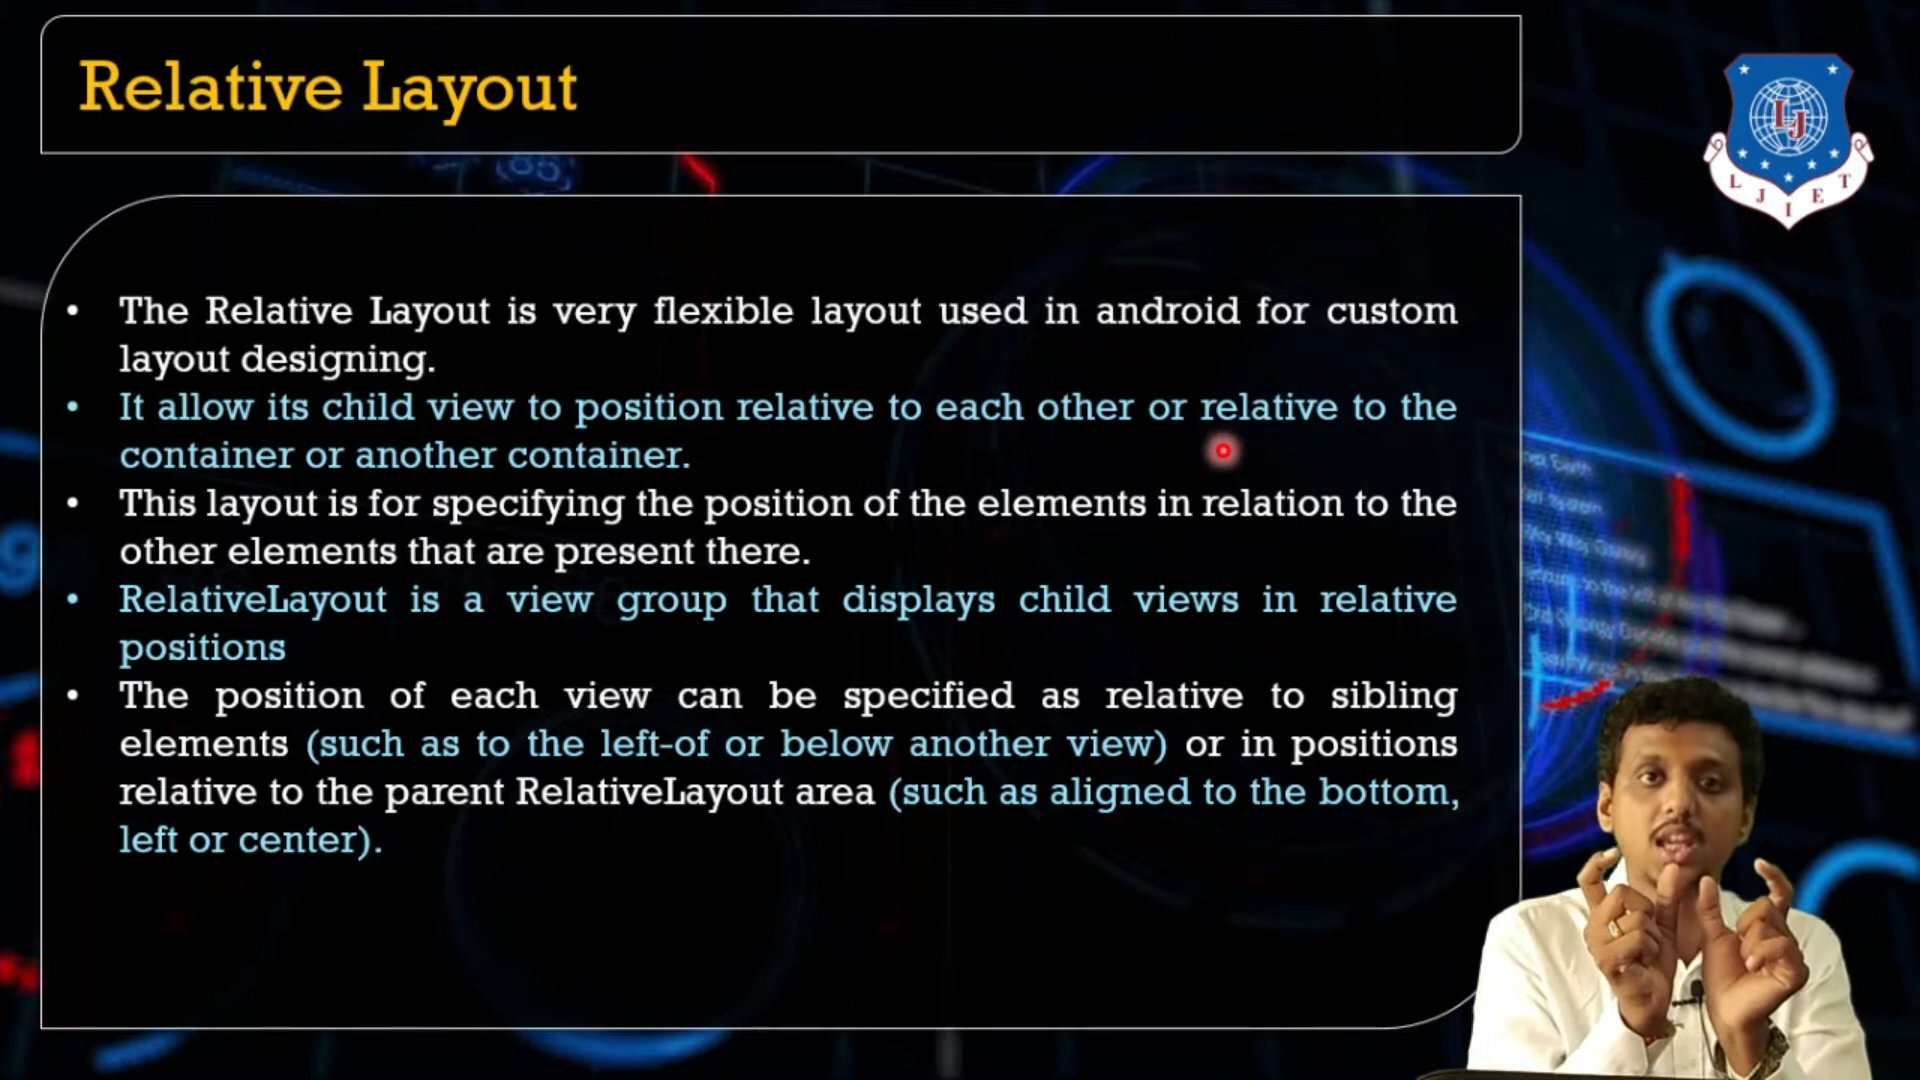 Relative Layout
L J I E T
LJ
• The Relative Layout is very flexible layout used in android for custom
layout designing.
• It allow its child view to position relative to each other or relative to the
container or another container.
• This layout is for specifying the position of the elements in relation to the
other elements that are present there.
• RelativeLayout is a view group that displays child views in relative
positions
• The position of each view can be specified as relative to sibling
elements (such as to the left-of or below another view) or in positions
relative to the parent RelativeLayout area (such as aligned to the bottom,
left or center).